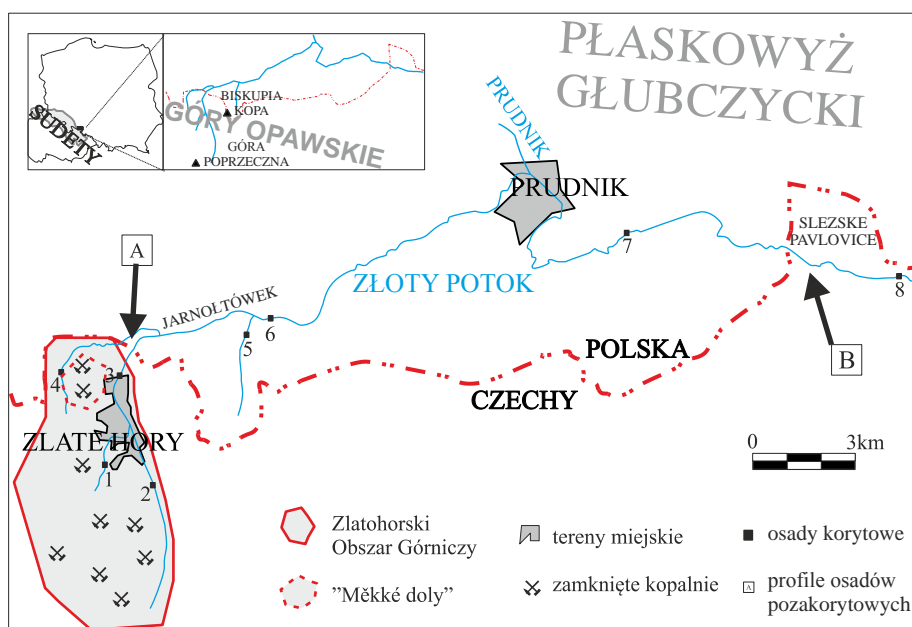 SUDETY
BISKUPIA
KOPA
GÓRY OPAWSKIE
GÓRA
POPRZECZNA
PŁASKOWYŻ
GŁUBCZYCKI
PRUDNIK
PRUDNIK
SLEZSKE
PAVLOVICE
A
JARNOŁTÓWEK
ZŁOTY POTOK
7
8
6
5
B
POLSKA
CZECHY
4
3
ZLATE HORY
1
2
0 3km
Zlatohorski
Obszar Górniczy
"Měkké doly"
tereny miejskie
zamknięte kopalnie
osady korytowe
A
profile osadów
pozakorytowych